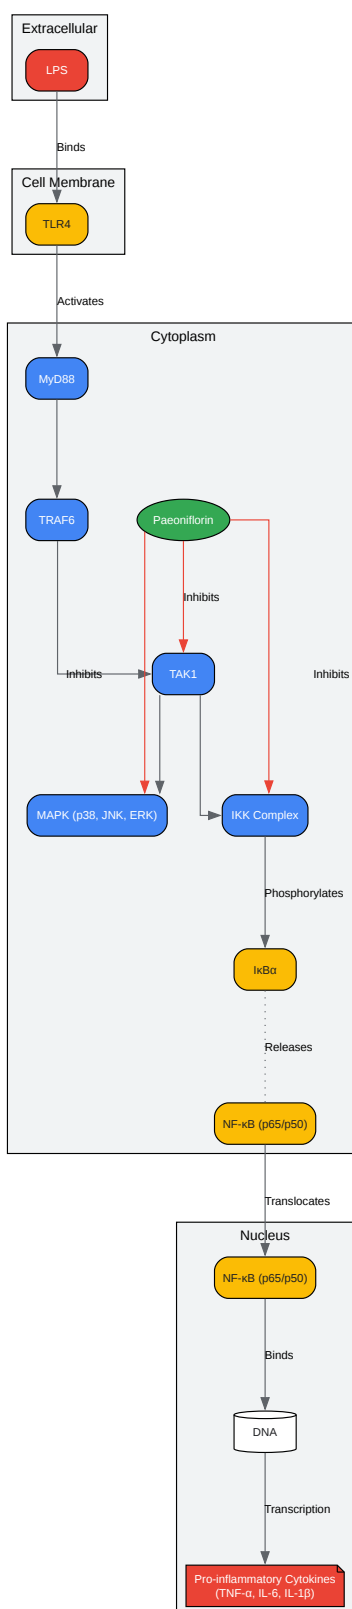 Extracellular
LPS
Binds
Cell Membrane
TLR4
Activates
Cytoplasm
MyD88
TRAF6
Paeoniflorin
Inhibits
Inhibits
TAK1
Inhibits
MAPK (p38, JNK, ERK)
IKK Complex
Phosphorylates
IκBα
Releases
NF-κB (p65/p50)
Translocates
Nucleus
NF-κB (p65/p50)
Binds
DNA
Transcription
Pro-inflammatory Cytokines
(TNF-α, IL-6, IL-1β)